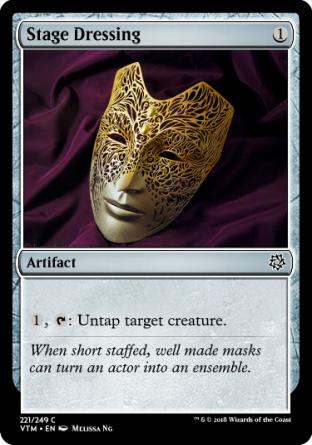 Stage Dressing 1
Artifact
1, : Untap target creature.
When short staffed, well made masks
can turn an actor into an ensemble.
221/249 C
VTM • EN Melissa Ng
™ & © 2018 Wizards of the Coast